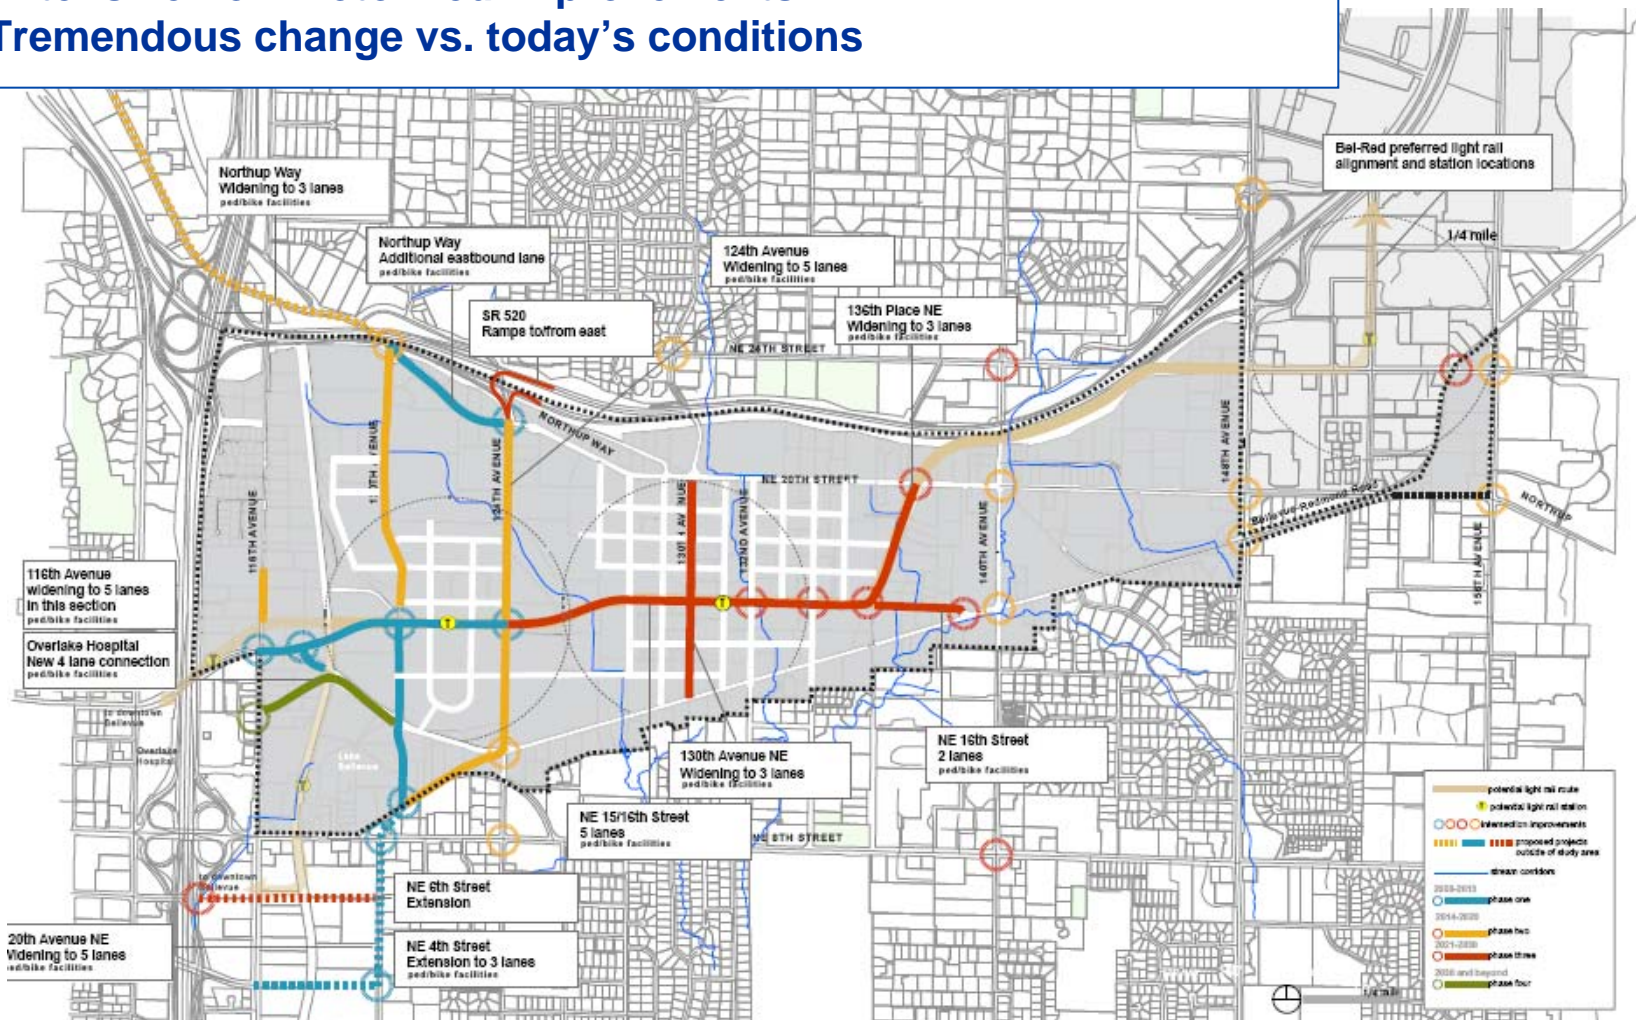 Tremendous change vs. today's conditions
Northup Way
Widening to 3 lanes
ped/bike facilities
Bel-Red preferred light rail
alignment and station locations
1/4 mile
Northup Way
Additional eastbound lane
ped/bike facilities
124th Avenue
Widening to 5 lanes
ped/bike facilities
SR 520
Ramps to/from east
136th Place NE
Widening to 3 lanes
ped/bike facilities
NE 24TH STREET
NORTHUP WAY
NE 20TH STREET
124TH AVENUE
116TH AVENUE
132ND AVENUE
140TH AVENUE
148TH AVENUE
156TH AVENUE
Bellevue-Redmond Road
NORTHUP
116th Avenue
widening to 5 lanes
in this section
ped/bike facilities
Overlake Hospital
New 4 lane connection
ped/bike facilities
to downtown
Bellevue
Overlake
Hospital
Lake
Bellevue
130th Avenue NE
Widening to 3 lanes
ped/bike facilities
NE 16th Street
2 lanes
ped/bike facilities
NE 15/16th Street
5 lanes
ped/bike facilities
NE 8TH STREET
to downtown
Bellevue
NE 6th Street
Extension
20th Avenue NE
Widening to 5 lanes
ped/bike facilities
NE 4th Street
Extension to 3 lanes
ped/bike facilities
potential light rail route
T potential light rail station
intersection improvements
proposed projects
outside of study area
stream corridors
phase one
2014-2020
phase two
phase three
phase four
1/4 mile